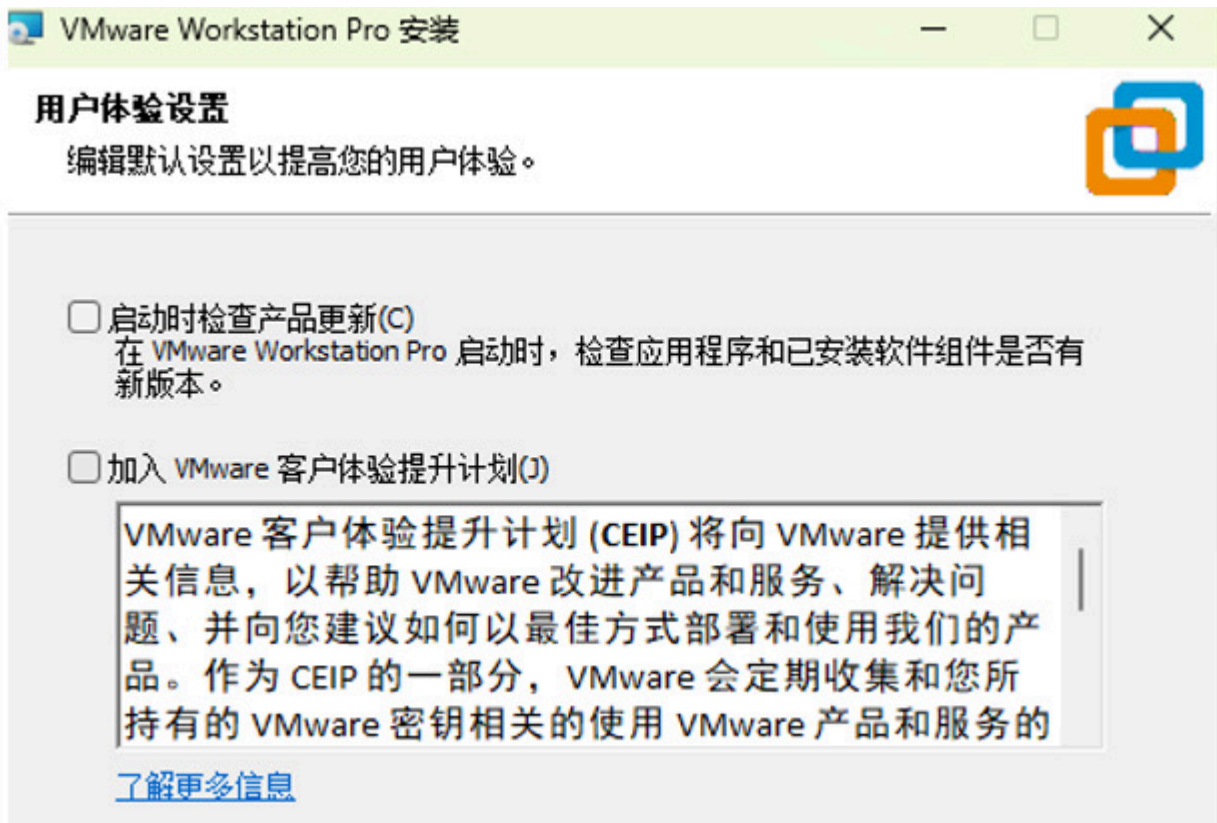 VMware Workstation Pro 安装
用户体验设置
编辑默认设置以提高您的用户体验。
启动时检查产品更新(C)
在 VMware Workstation Pro 启动时，检查应用程序和已安装软件组件是否有
新版本。
加入 VMware 客户体验提升计划(J)
VMware 客户体验提升计划 (CEIP) 将向 VMware 提供相
关信息，以帮助 VMware 改进产品和服务、解决问
题、并向您建议如何以最佳方式部署和使用我们的产
品。作为 CEIP 的一部分，VMware 会定期收集和您所
持有的 VMware 密钥相关的使用 VMware 产品和服务的
了解更多信息